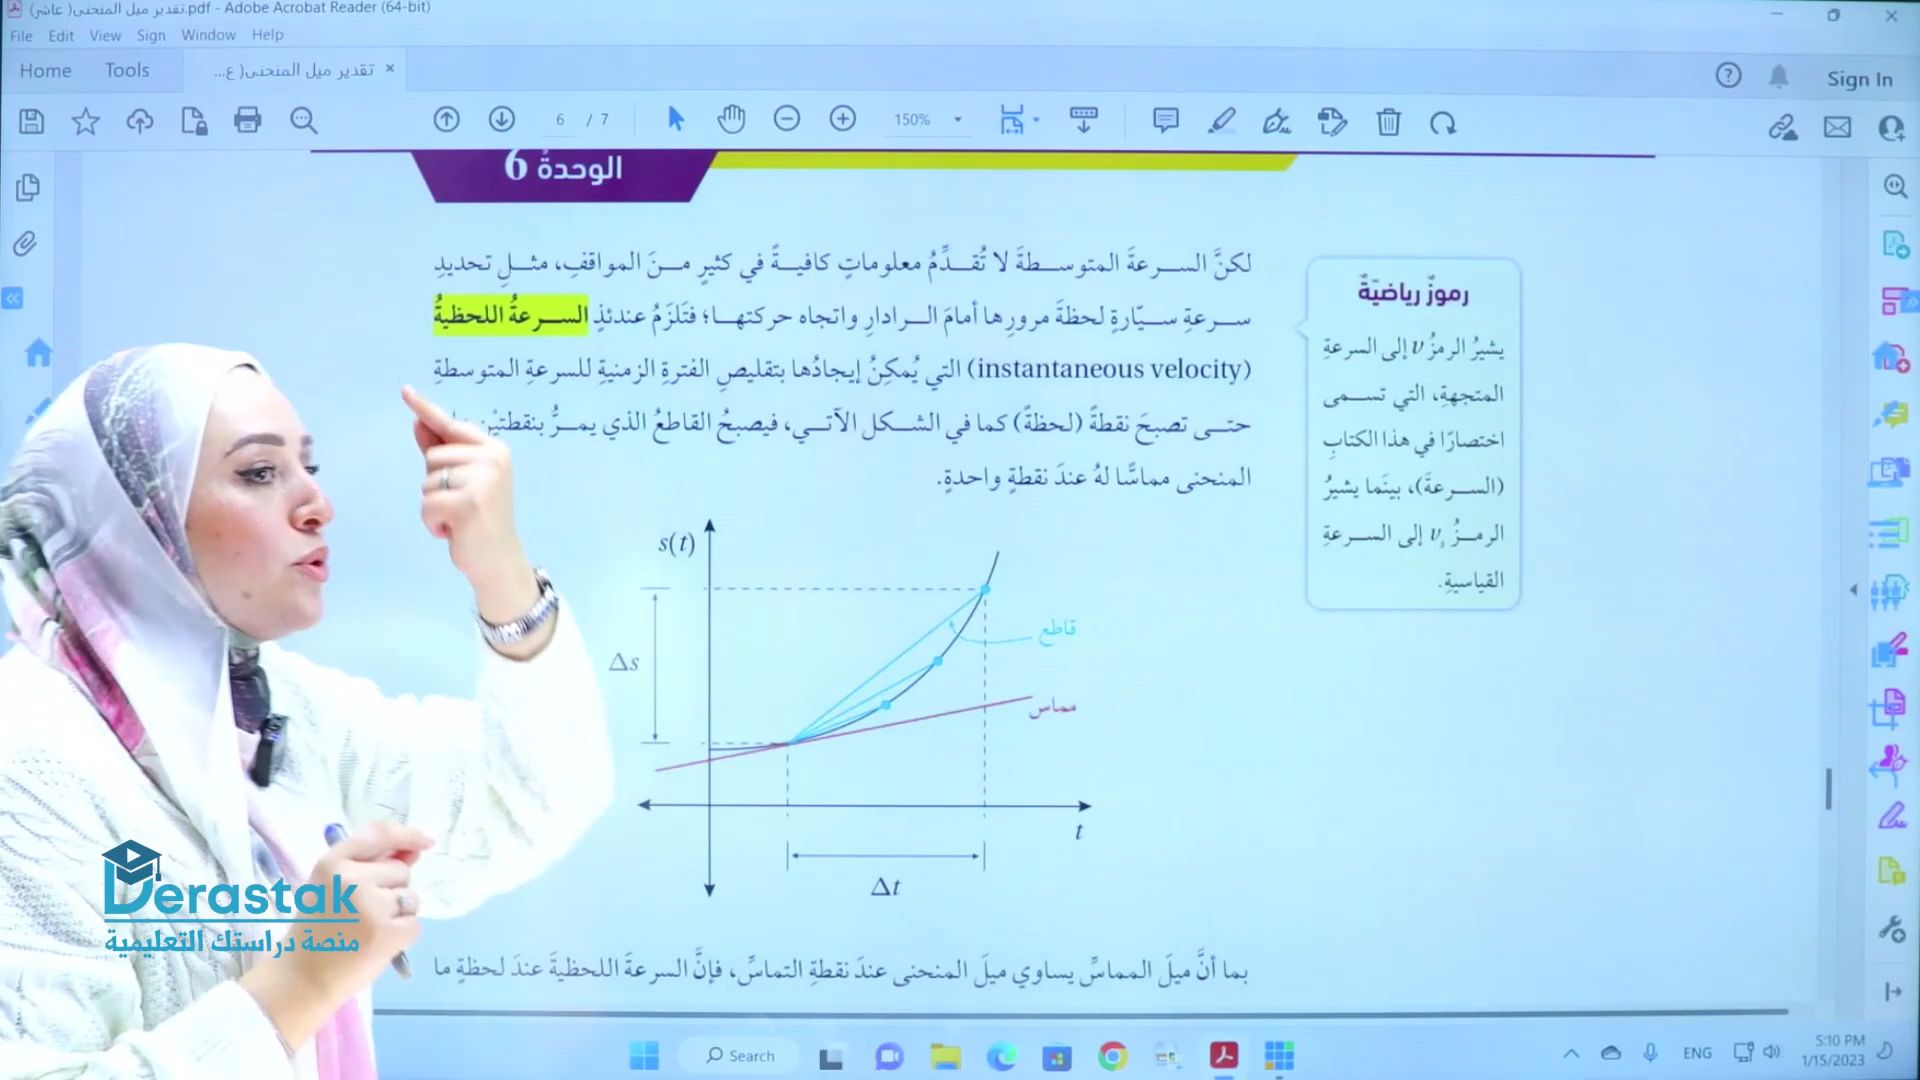 تقدير ميل المنحنى( عاشر).pdf - Adobe Acrobat Reader (64-bit)
File Edit View Sign Window Help
Home Tools تقدير ميل المنحنى( ع... × Sign In
6 / 7 150%
الوحدةُ 6
لكنَّ السرعةَ المتوسطةَ لا تُقدِّمُ معلوماتٍ كافيةً في كثيرٍ منَ المواقفِ، مثلِ تحديدِ
سرعةِ سيّارةٍ لحظةَ مرورِها أمامَ الرادارِ واتجاه حركتها؛ فتَلزَمُ عندئذٍ السرعةُ اللحظيةُ
(instantaneous velocity) التي يُمكِنُ إيجادُها بتقليصِ الفترةِ الزمنيةِ للسرعةِ المتوسطةِ
حتى تصبحَ نقطةً (لحظةً) كما في الشكل الآتي، فيصبحُ القاطعُ الذي يمرُّ بنقطتيْنِ
المنحنى مماسًّا لهُ عندَ نقطةٍ واحدةٍ.
رموزٌ رياضيّةٌ
يشيرُ الرمزُ v إلى السرعةِ
المتجهةِ، التي تسمى
اختصارًا في هذا الكتابِ
(السرعةَ)، بينَما يشيرُ
الرمزُ vs إلى السرعةِ
القياسيةِ.
s(t)
قاطع
Δs
مماس
t
Δt
بما أنَّ ميلَ المماسِّ يساوي ميلَ المنحنى عندَ نقطةِ التماسِّ، فإنَّ السرعةَ اللحظيةَ عندَ لحظةٍ ما
Derastak
منصة دراستك التعليمية
Search
ENG
5:10 PM
1/15/2023